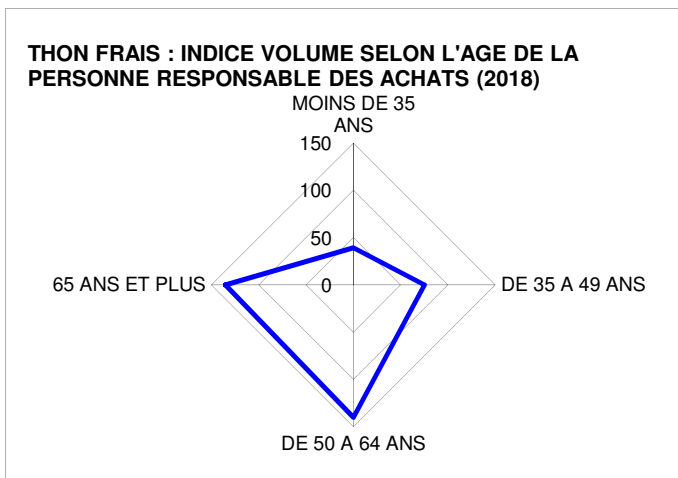 THON FRAIS : INDICE VOLUME SELON L'AGE DE LA
PERSONNE RESPONSABLE DES ACHATS (2018)
MOINS DE 35
ANS
150
100
50
0
65 ANS ET PLUS
DE 35 A 49 ANS
DE 50 A 64 ANS